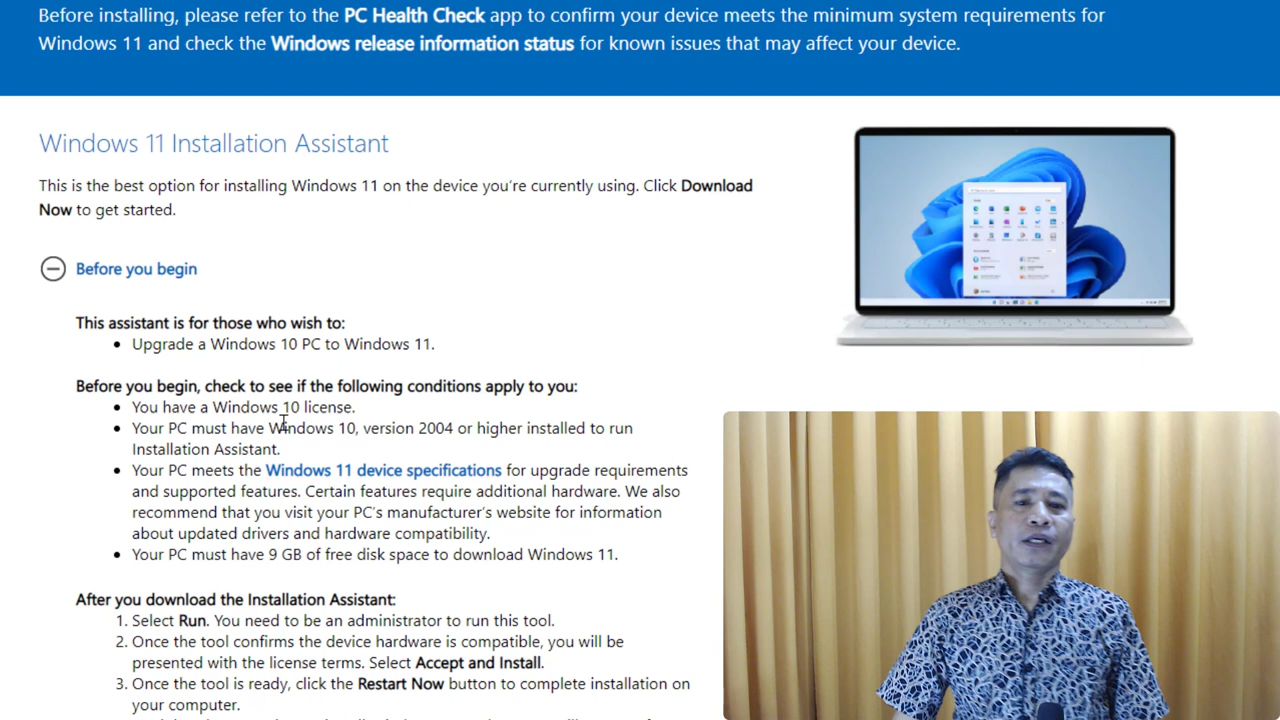 Before installing, please refer to the PC Health Check app to confirm your device meets the minimum system requirements for
Windows 11 and check the Windows release information status for known issues that may affect your device.
Windows 11 Installation Assistant
This is the best option for installing Windows 11 on the device you're currently using. Click Download
Now to get started.
Before you begin
This assistant is for those who wish to:
• Upgrade a Windows 10 PC to Windows 11.
Before you begin, check to see if the following conditions apply to you:
• You have a Windows 10 license.
• Your PC must have Windows 10, version 2004 or higher installed to run
Installation Assistant.
• Your PC meets the Windows 11 device specifications for upgrade requirements
and supported features. Certain features require additional hardware. We also
recommend that you visit your PC's manufacturer's website for information
about updated drivers and hardware compatibility.
• Your PC must have 9 GB of free disk space to download Windows 11.
After you download the Installation Assistant:
1. Select Run. You need to be an administrator to run this tool.
2. Once the tool confirms the device hardware is compatible, you will be
presented with the license terms. Select Accept and Install.
3. Once the tool is ready, click the Restart Now button to complete installation on
your computer.